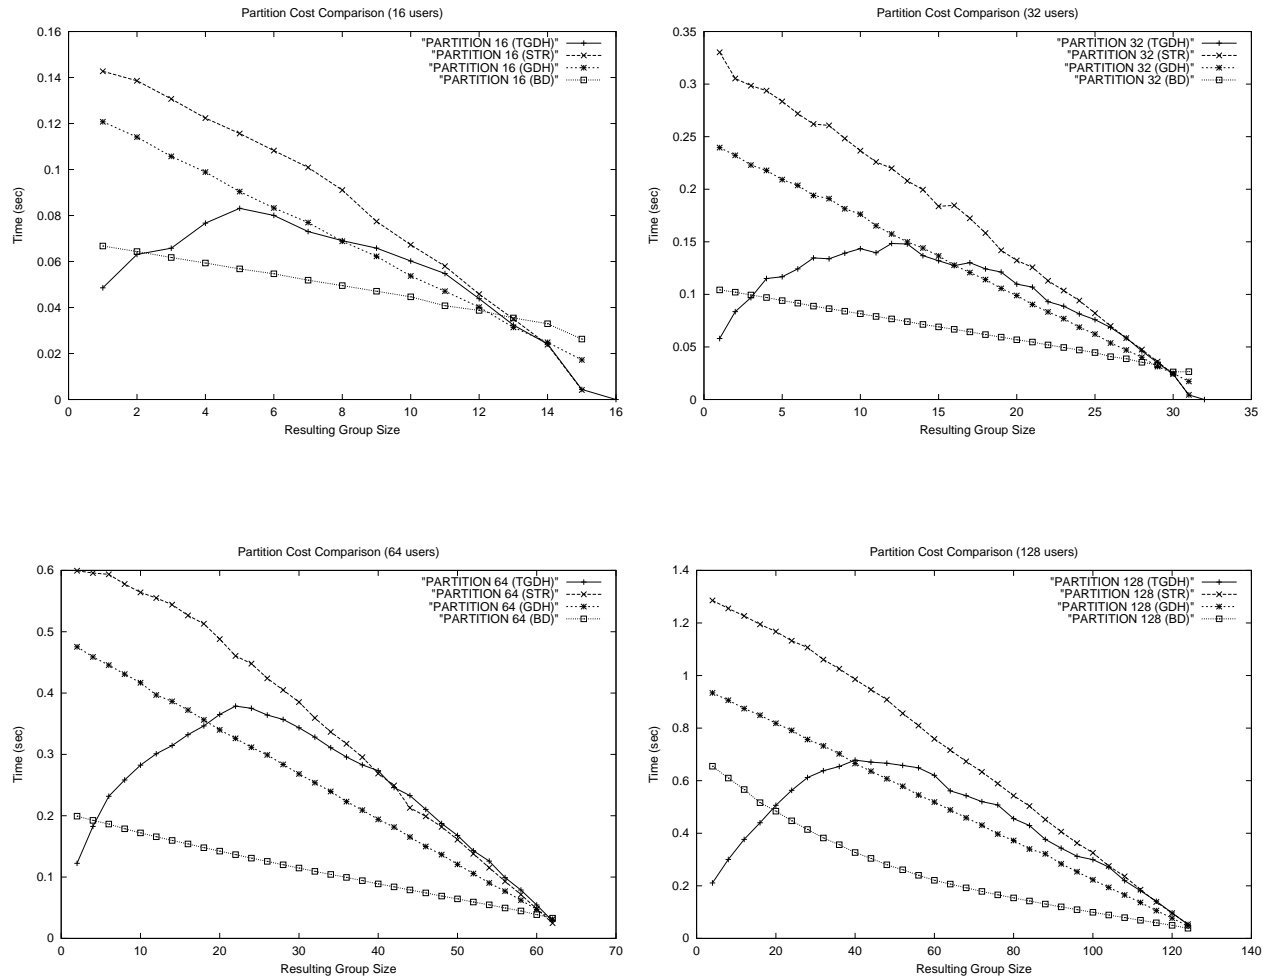 Partition Cost Comparison (16 users)
0.16
0.14
0.12
0.1
0.08
0.06
0.04
0.02
0
Time (sec)
"PARTITION 16 (TGDH)"
"PARTITION 16 (STR)"
"PARTITION 16 (GDH)"
"PARTITION 16 (BD)"
0 2 4 6 8 10 12 14 16
Resulting Group Size
Partition Cost Comparison (32 users)
0.35
0.3
0.25
0.2
0.15
0.1
0.05
0
Time (sec)
"PARTITION 32 (TGDH)"
"PARTITION 32 (STR)"
"PARTITION 32 (GDH)"
"PARTITION 32 (BD)"
0 5 10 15 20 25 30 35
Resulting Group Size
Partition Cost Comparison (64 users)
0.6
0.5
0.4
0.3
0.2
0.1
0
Time (sec)
"PARTITION 64 (TGDH)"
"PARTITION 64 (STR)"
"PARTITION 64 (GDH)"
"PARTITION 64 (BD)"
0 10 20 30 40 50 60 70
Resulting Group Size
Partition Cost Comparison (128 users)
1.4
1.2
1
0.8
0.6
0.4
0.2
0
Time (sec)
"PARTITION 128 (TGDH)"
"PARTITION 128 (STR)"
"PARTITION 128 (GDH)"
"PARTITION 128 (BD)"
0 20 40 60 80 100 120 140
Resulting Group Size